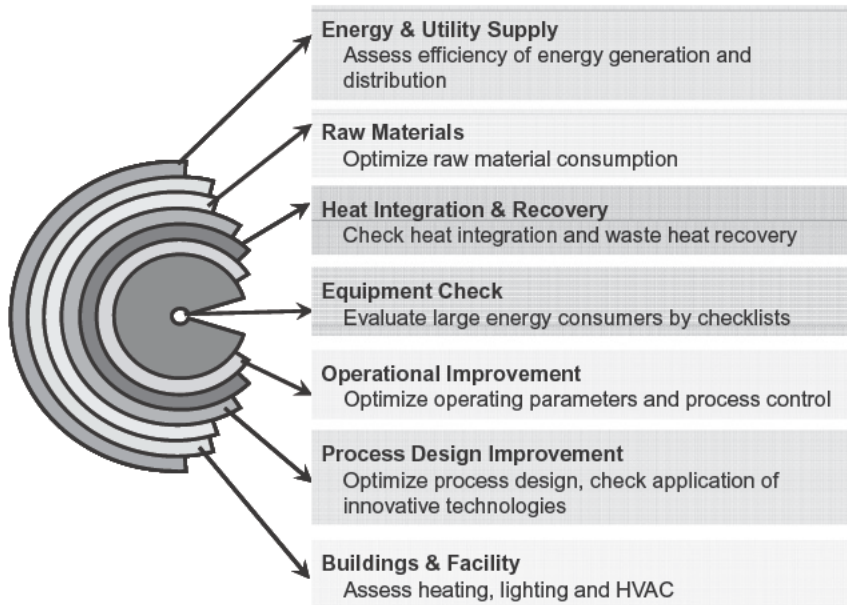 Energy & Utility Supply
Assess efficiency of energy generation and
distribution
Raw Materials
Optimize raw material consumption
Heat Integration & Recovery
Check heat integration and waste heat recovery
Equipment Check
Evaluate large energy consumers by checklists
Operational Improvement
Optimize operating parameters and process control
Process Design Improvement
Optimize process design, check application of
innovative technologies
Buildings & Facility
Assess heating, lighting and HVAC